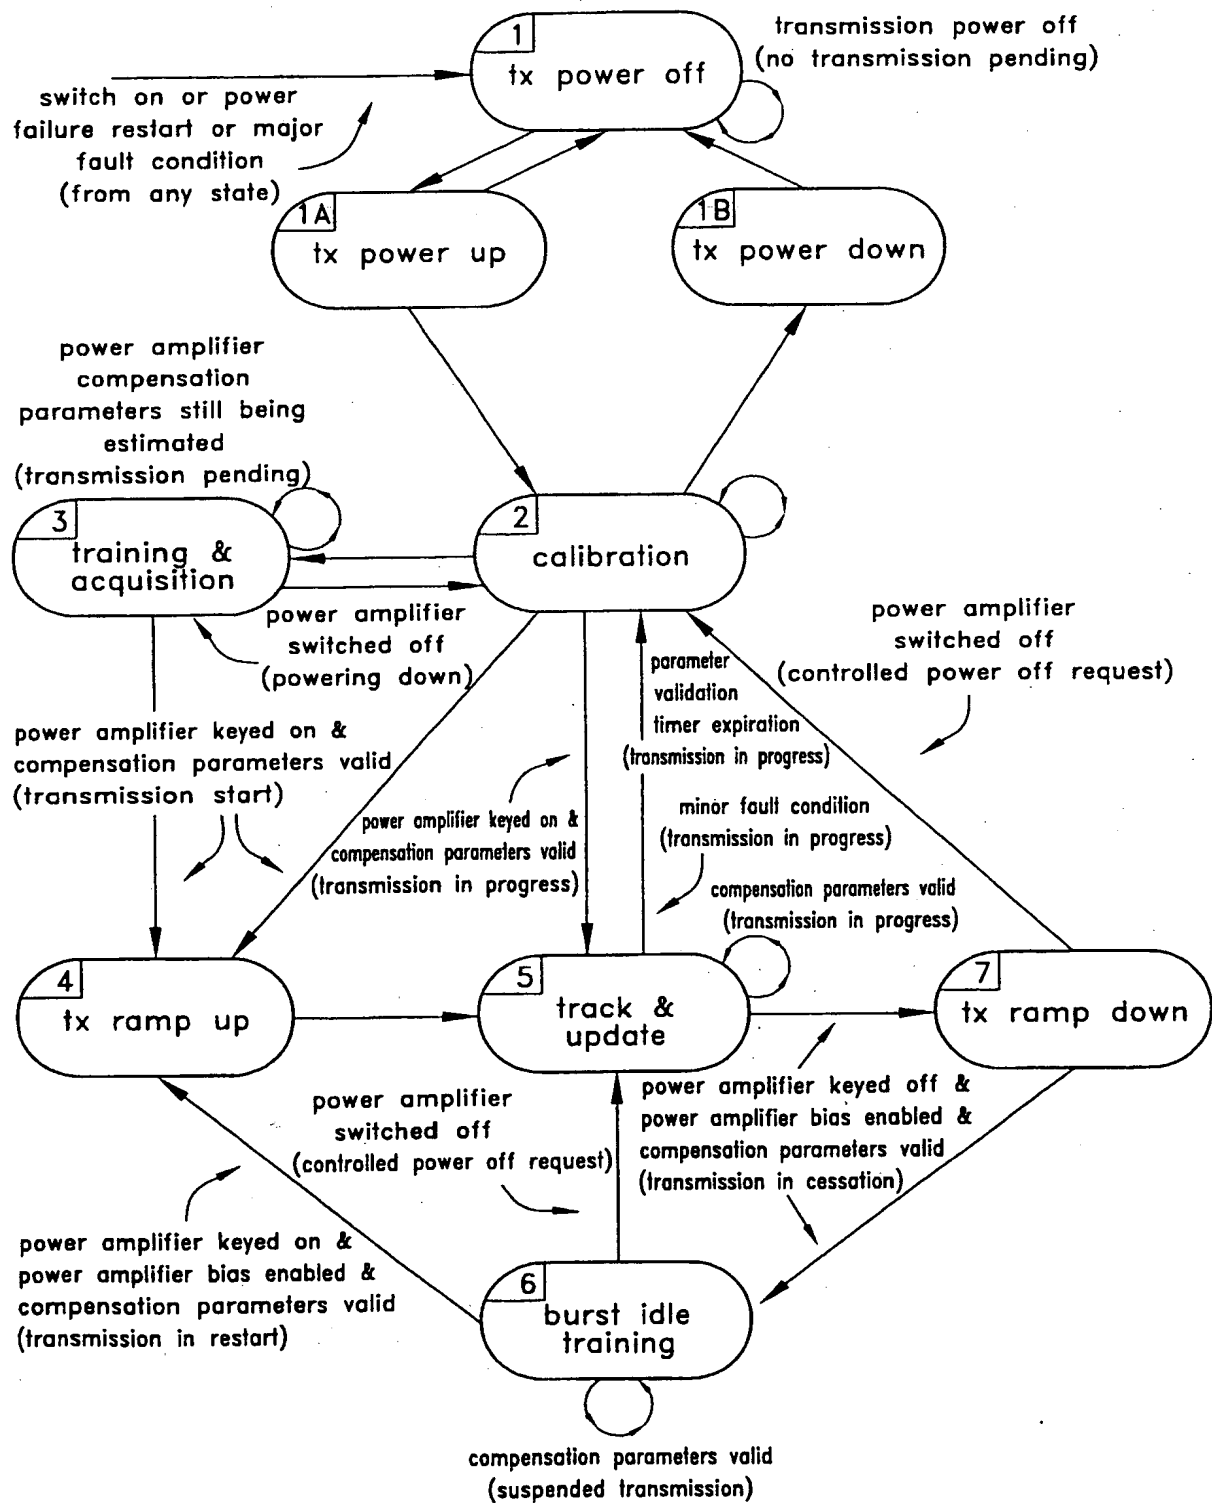 1
tx power off
transmission power off
(no transmission pending)
switch on or power
failure restart or major
fault condition
(from any state)
1A
tx power up
1B
tx power down
power amplifier
compensation
parameters still being
estimated
(transmission pending)
3
training &
acquisition
2
calibration
power amplifier
switched off
(powering down)
power amplifier
switched off
(controlled power off request)
parameter
validation
timer expiration
(transmission in progress)
power amplifier keyed on &
compensation parameters valid
(transmission start)
power amplifier keyed on &
compensation parameters valid
(transmission in progress)
minor fault condition
(transmission in progress)
compensation parameters valid
(transmission in progress)
4
tx ramp up
5
track &
update
7
tx ramp down
power amplifier
switched off
(controlled power off request)
power amplifier keyed off &
power amplifier bias enabled &
compensation parameters valid
(transmission in cessation)
power amplifier keyed on &
power amplifier bias enabled &
compensation parameters valid
(transmission in restart)
6
burst idle
training
compensation parameters valid
(suspended transmission)